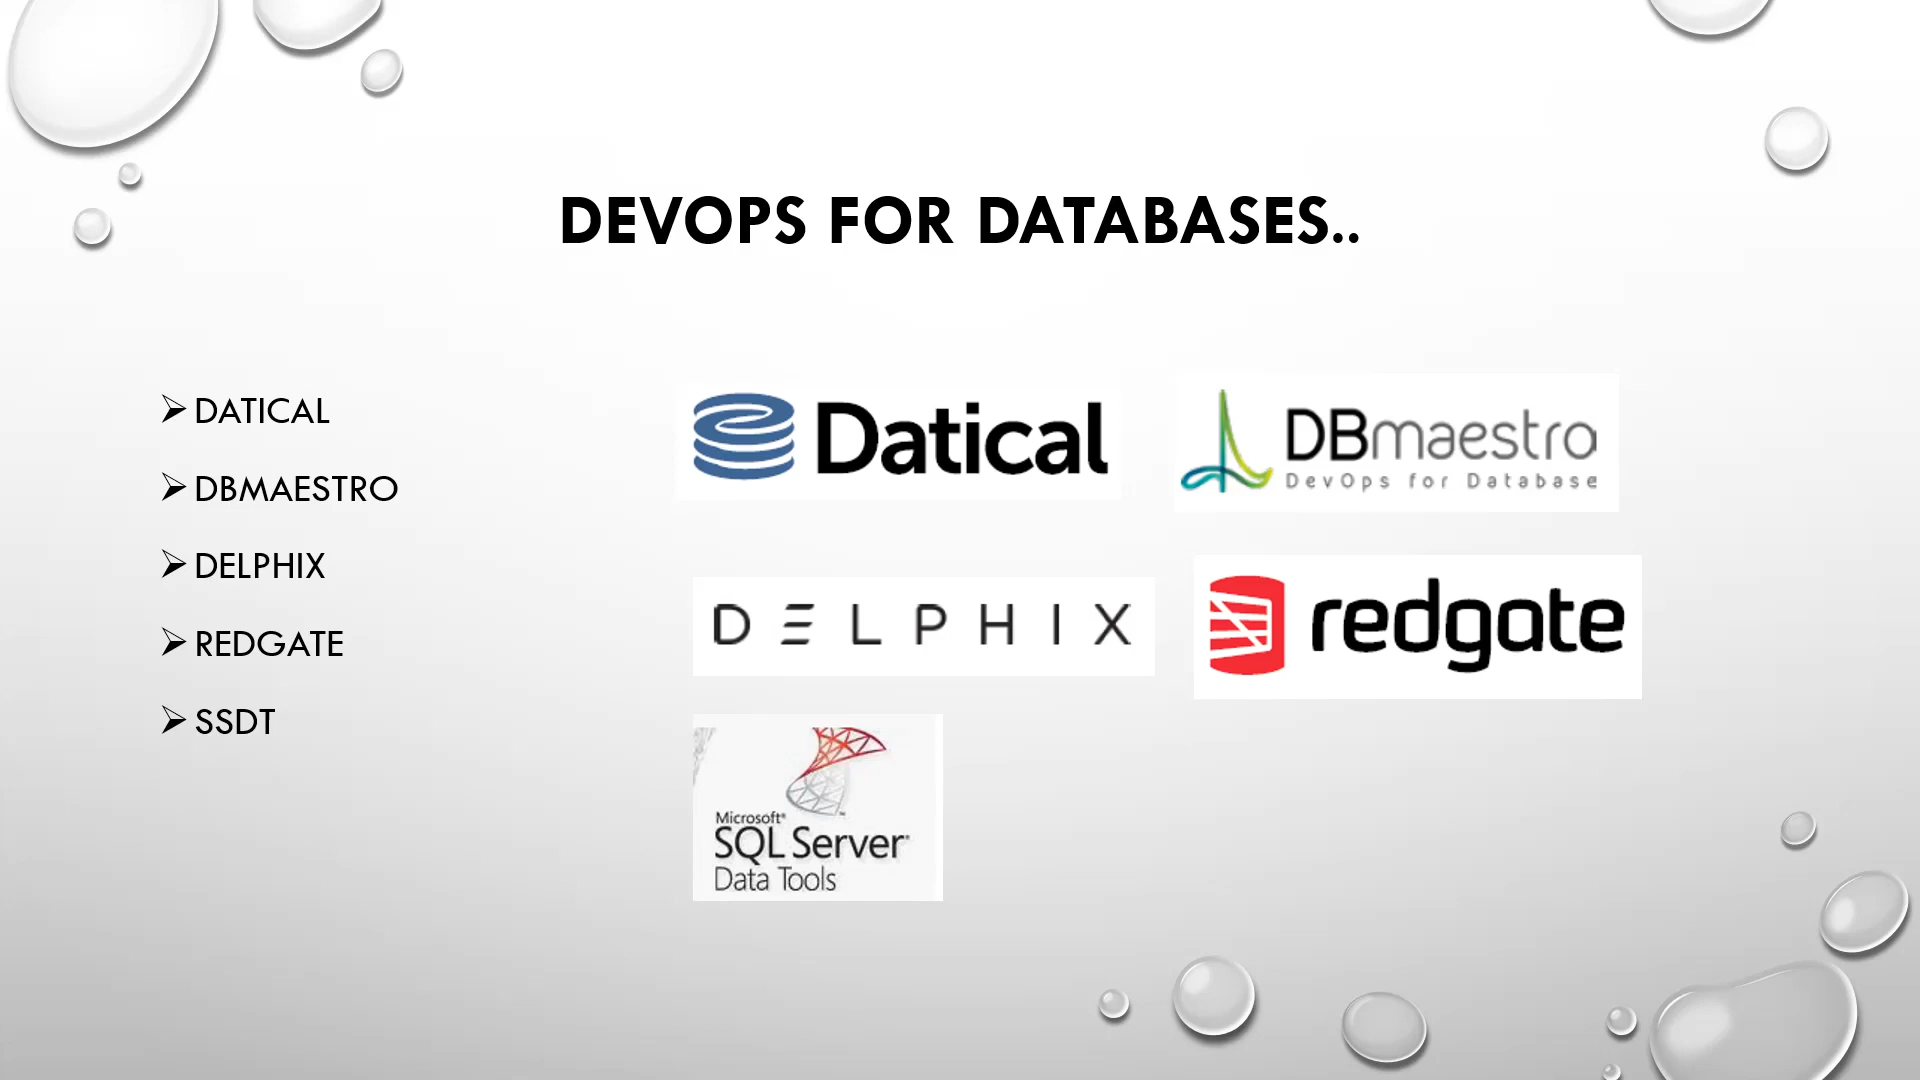 DEVOPS FOR DATABASES..
DATICAL
DBMAESTRO
DELPHIX
REDGATE
SSDT
Datical
DBmaestro
DevOps for Database
DELPHIX
redgate
Microsoft®
SQL Server®
Data Tools